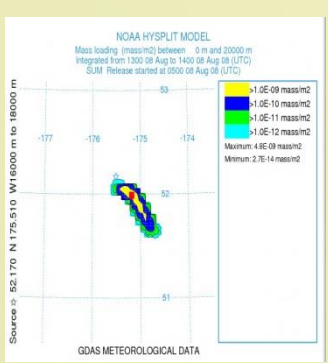 NOAA HYSPLIT MODEL
Mass loading (mass/m2) between 0 m and 20000 m
Integrated from 1300 08 Aug to 1400 08 Aug 08 (UTC)
SUM Release started at 0500 08 Aug 08 (UTC)
Source ☆ 52.170 N 175.510 W16000 m to 18000 m
53
-177 -176 -175 -174
52
51
>1.0E-09 mass/m2
>1.0E-10 mass/m2
>1.0E-11 mass/m2
>1.0E-12 mass/m2
Maximum: 4.8E-09 mass/m2
Minimum: 2.7E-14 mass/m2
GDAS METEOROLOGICAL DATA